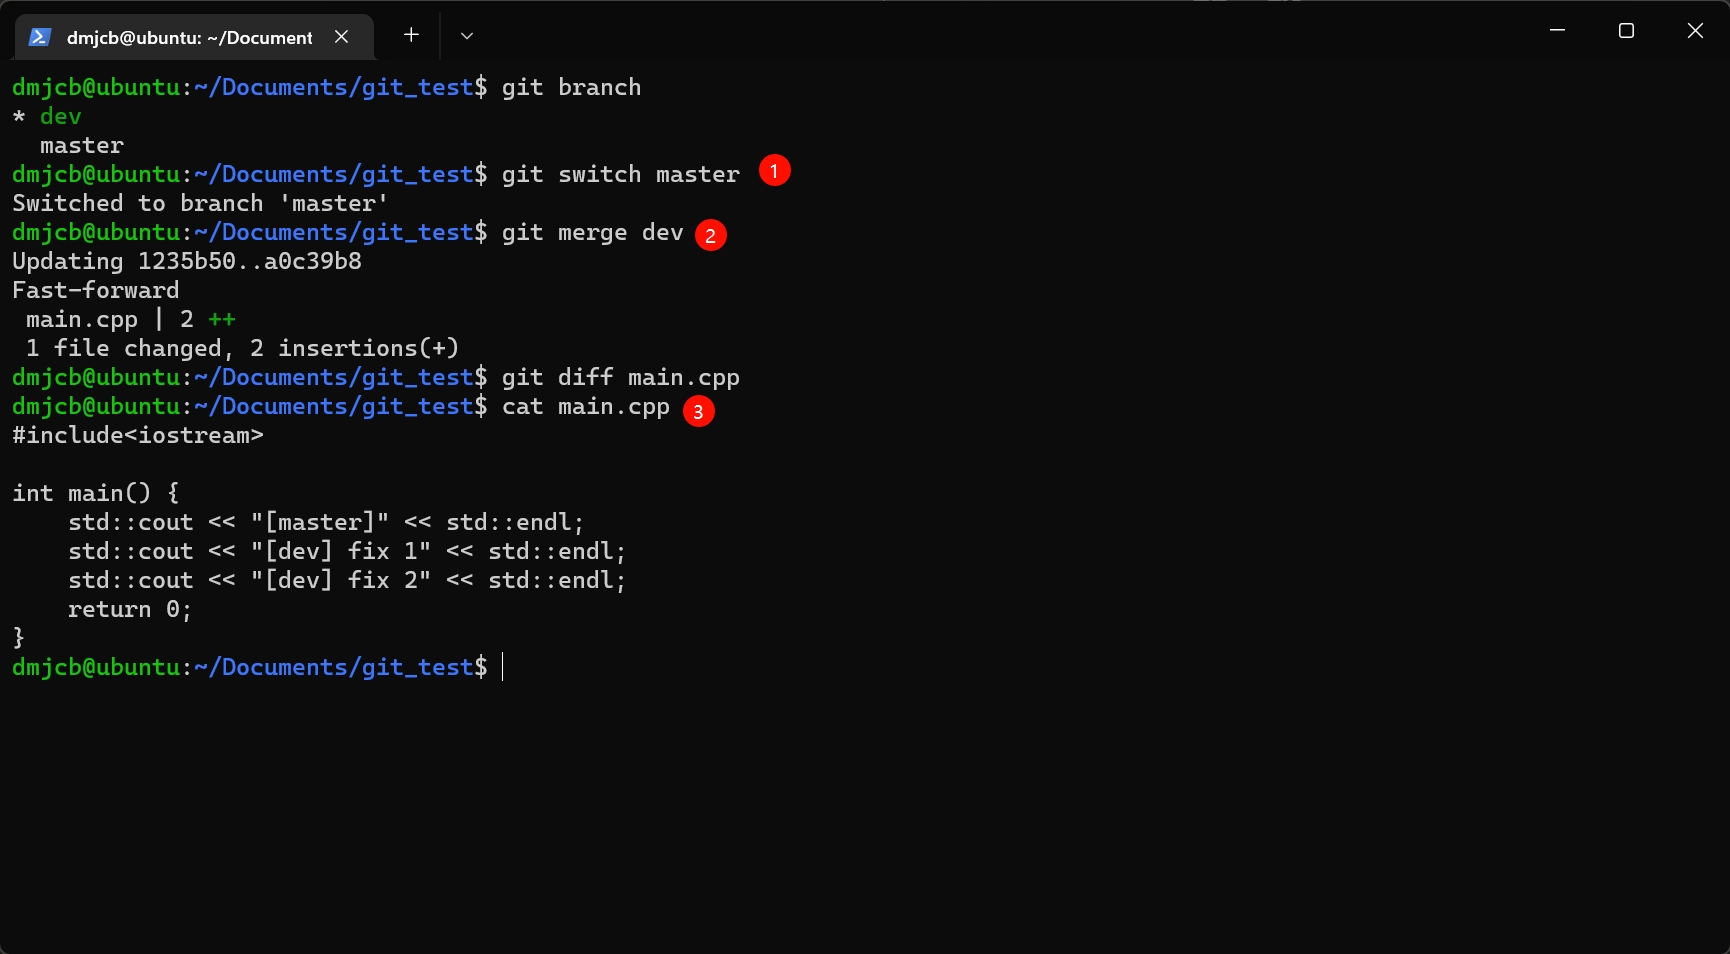 dmjcb@ubuntu: ~/Document
dmjcb@ubuntu:~/Documents/git_test$ git branch
* dev
  master
dmjcb@ubuntu:~/Documents/git_test$ git switch master 1
Switched to branch 'master'
dmjcb@ubuntu:~/Documents/git_test$ git merge dev 2
Updating 1235b50..a0c39b8
Fast-forward
 main.cpp | 2 ++
 1 file changed, 2 insertions(+)
dmjcb@ubuntu:~/Documents/git_test$ git diff main.cpp
dmjcb@ubuntu:~/Documents/git_test$ cat main.cpp 3
#include<iostream>

int main() {
    std::cout << "[master]" << std::endl;
    std::cout << "[dev] fix 1" << std::endl;
    std::cout << "[dev] fix 2" << std::endl;
    return 0;
}
dmjcb@ubuntu:~/Documents/git_test$